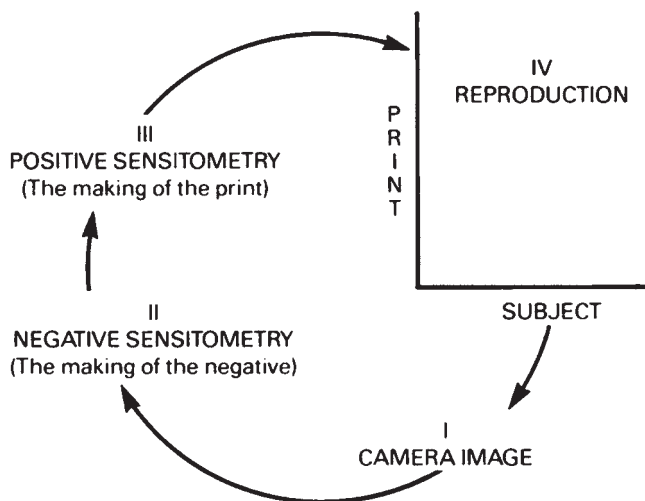 IV
REPRODUCTION
PRINT
III
POSITIVE SENSITOMETRY
(The making of the print)
II
NEGATIVE SENSITOMETRY
(The making of the negative)
SUBJECT
I
CAMERA IMAGE